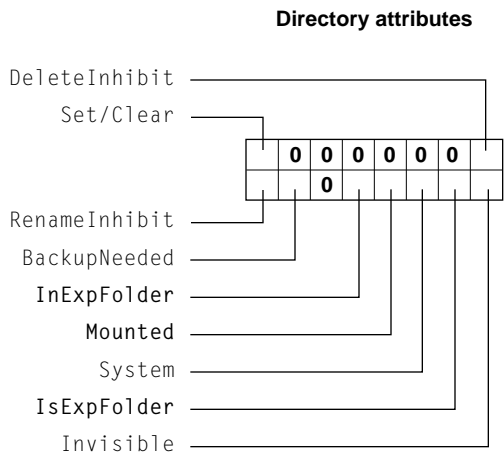 Directory attributes
DeleteInhibit
Set/Clear
0 0 0 0 0 0
0
RenameInhibit
BackupNeeded
InExpFolder
Mounted
System
IsExpFolder
Invisible